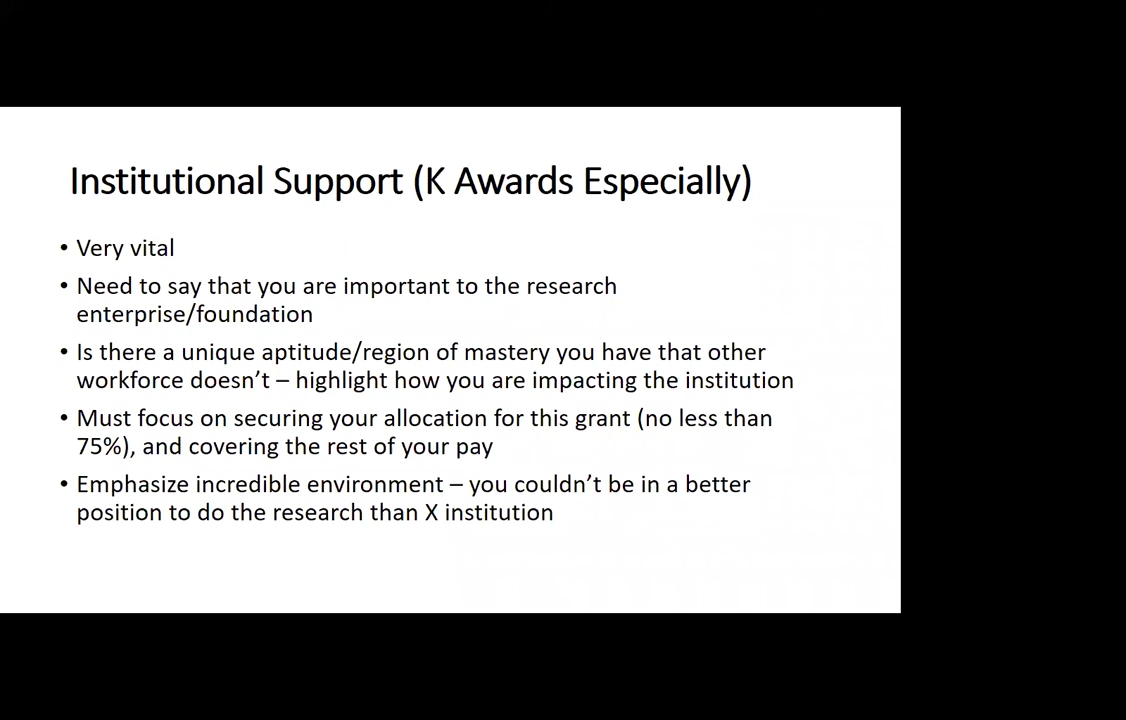 Institutional Support (K Awards Especially)
• Very vital
• Need to say that you are important to the research
enterprise/foundation
• Is there a unique aptitude/region of mastery you have that other
workforce doesn’t – highlight how you are impacting the institution
• Must focus on securing your allocation for this grant (no less than
75%), and covering the rest of your pay
• Emphasize incredible environment – you couldn’t be in a better
position to do the research than X institution